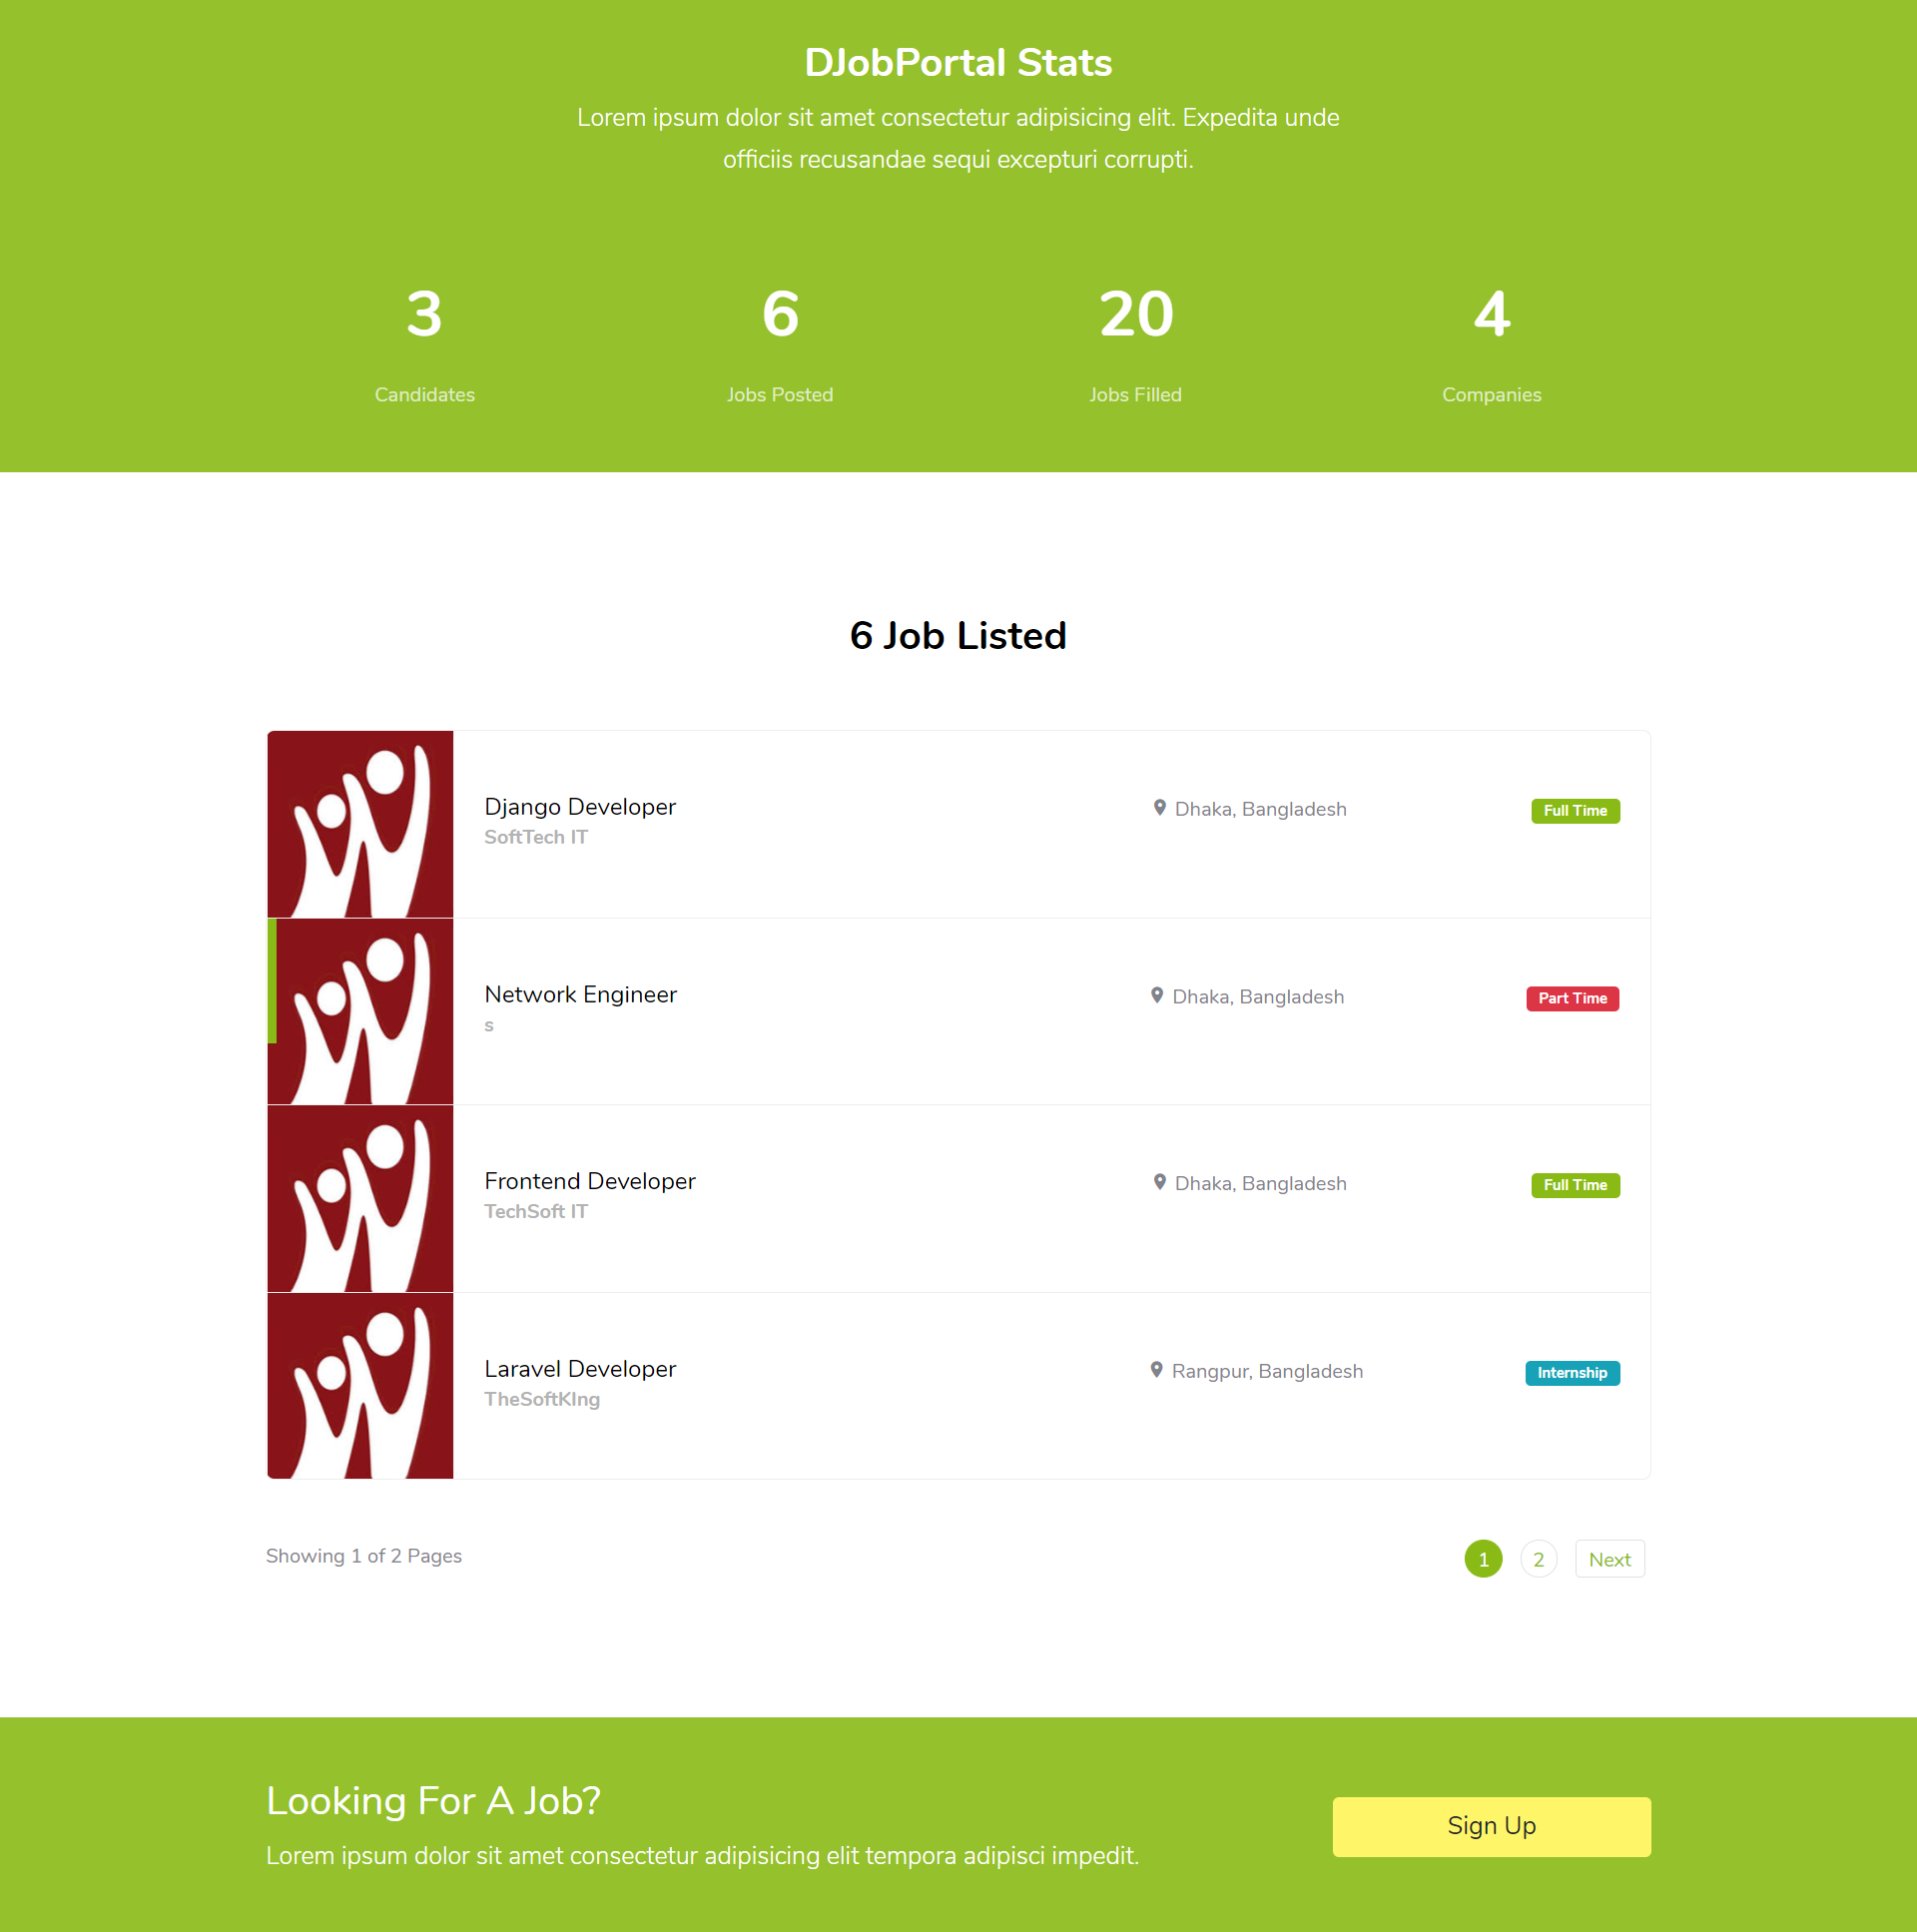 DJobPortal Stats
Lorem ipsum dolor sit amet consectetur adipisicing elit. Expedita unde
officiis recusandae sequi excepturi corrupti.
3
6
20
4
Candidates
Jobs Posted
Jobs Filled
Companies
6 Job Listed
Django Developer
SoftTech IT
Dhaka, Bangladesh
Full Time
Network Engineer
s
Dhaka, Bangladesh
Part Time
Frontend Developer
TechSoft IT
Dhaka, Bangladesh
Full Time
Laravel Developer
TheSoftKIng
Rangpur, Bangladesh
Internship
Showing 1 of 2 Pages
1
2
Next
Looking For A Job?
Lorem ipsum dolor sit amet consectetur adipisicing elit tempora adipisci impedit.
Sign Up